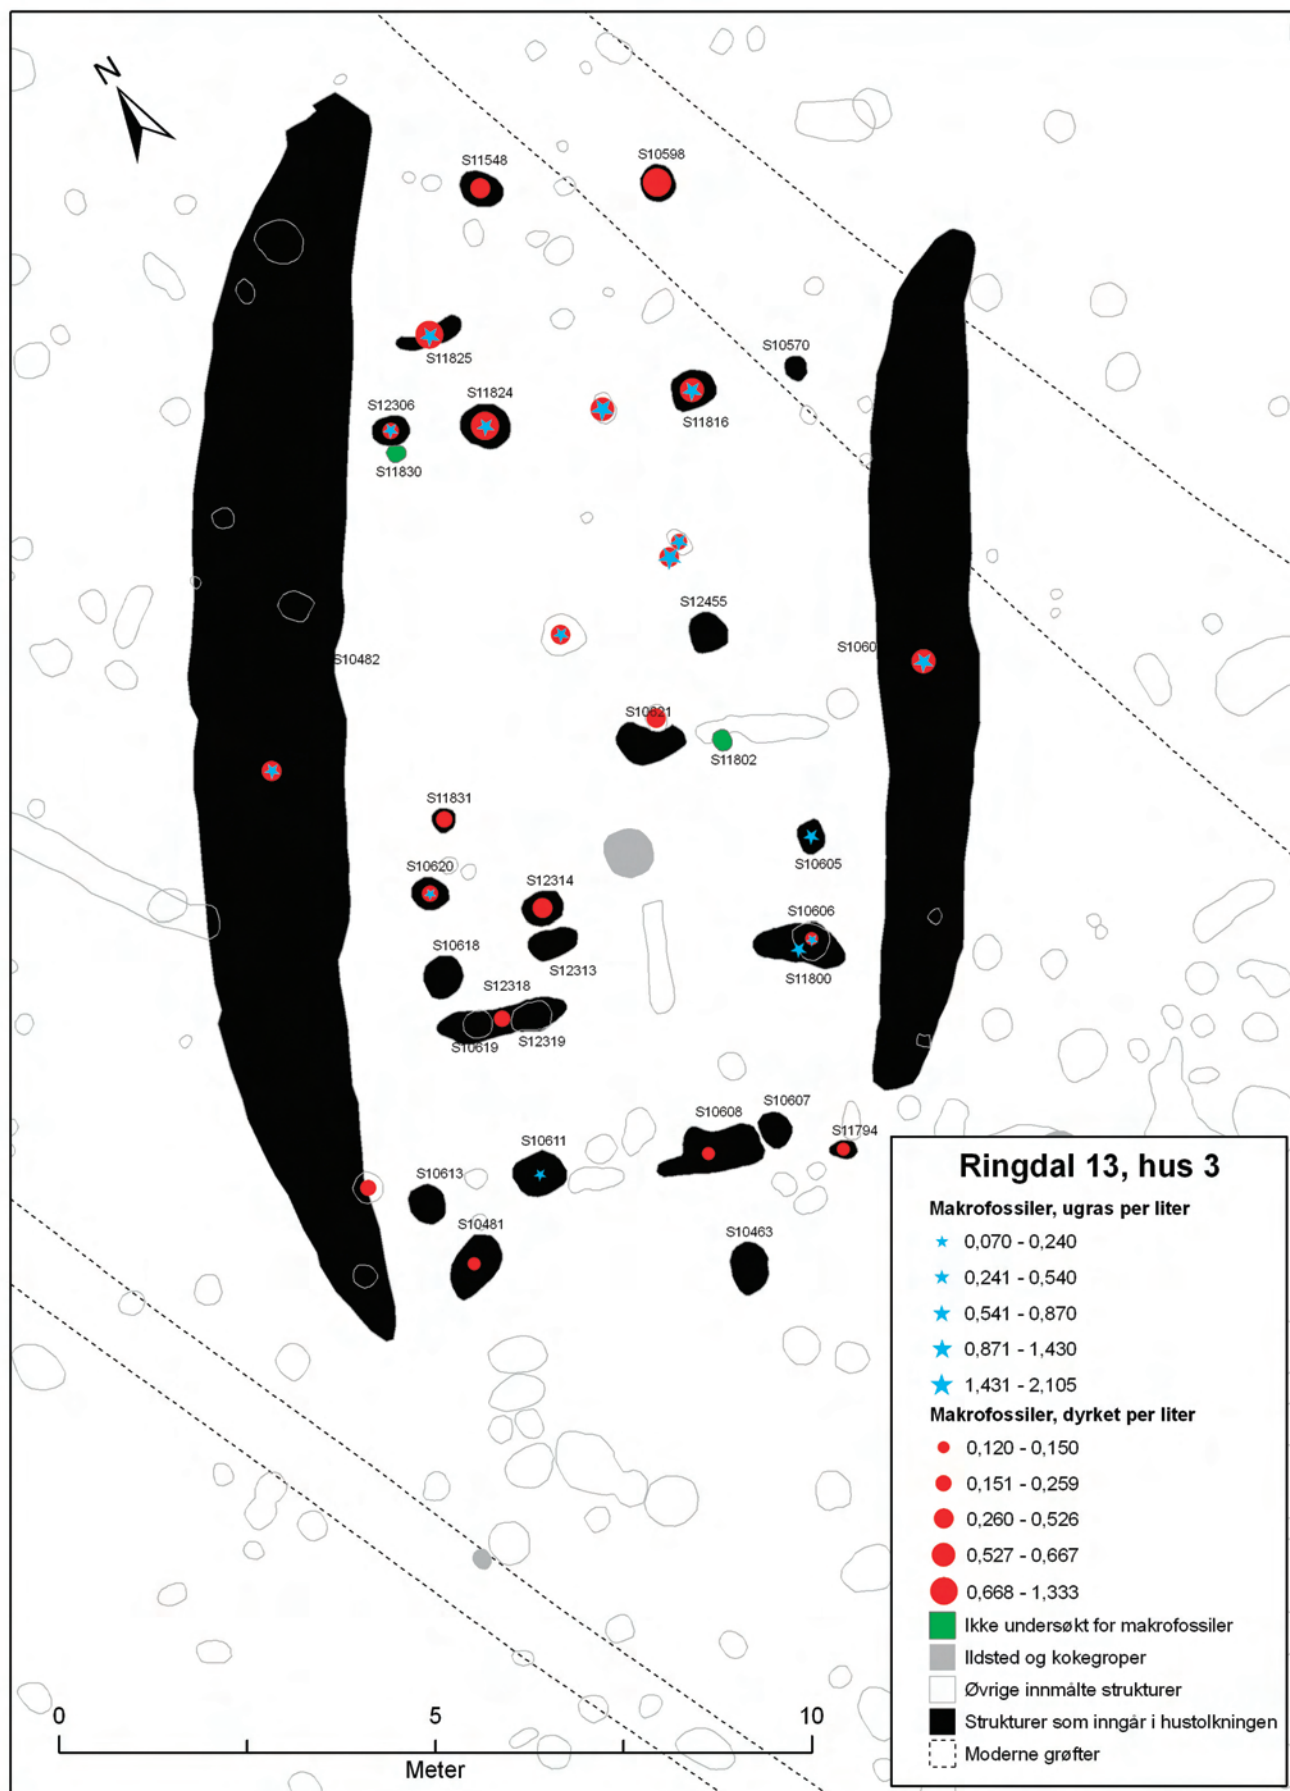 N
S11548
S10598
S11825
S10570
S11824
S12306
S11816
S11830
S12455
S10482
S1060
S10621
S11802
S11831
S10605
S10620
S12314
S10606
S10618
S12313
S11800
S12318
S10619
S12319
S10607
S10608
S11794
S10611
S10613
S10481
S10463
Ringdal 13, hus 3
Makrofossiler, ugras per liter
0,070 - 0,240
0,241 - 0,540
0,541 - 0,870
0,871 - 1,430
1,431 - 2,105
Makrofossiler, dyrket per liter
0,120 - 0,150
0,151 - 0,259
0,260 - 0,526
0,527 - 0,667
0,668 - 1,333
Ikke undersøkt for makrofossiler
Ildsted og kokegroper
Øvrige innmålte strukturer
Strukturer som inngår i hustolkningen
Moderne grøfter
0 5 10
Meter